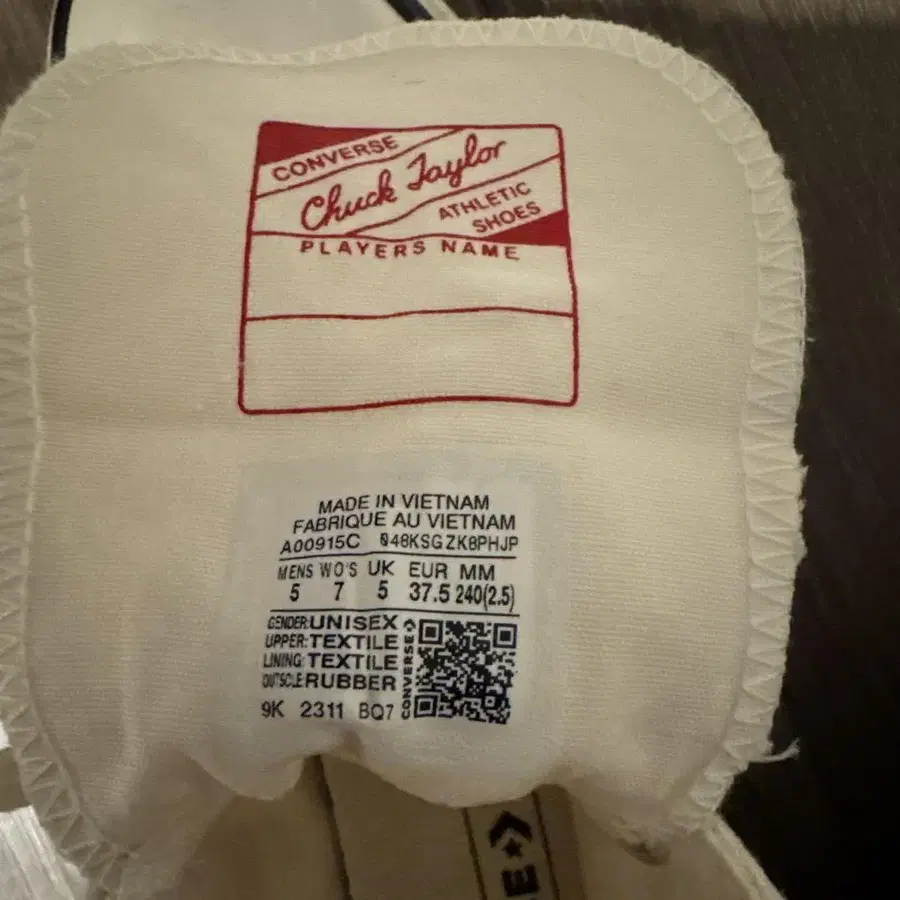 CONVERSE
Chuck Taylor
ATHLETIC
SHOES
PLAYERS NAME
MADE IN VIETNAM
FABRIQUE AU VIETNAM
A00915C 048KSGZK8PHJP
MENS WO'S UK EUR MM
5 7 5 37.5 240(2.5)
GENDER:UNISEX
UPPER:TEXTILE
LINING:TEXTILE
OUTSOLE:RUBBER
CONVERSE
9K 2311 BQ7